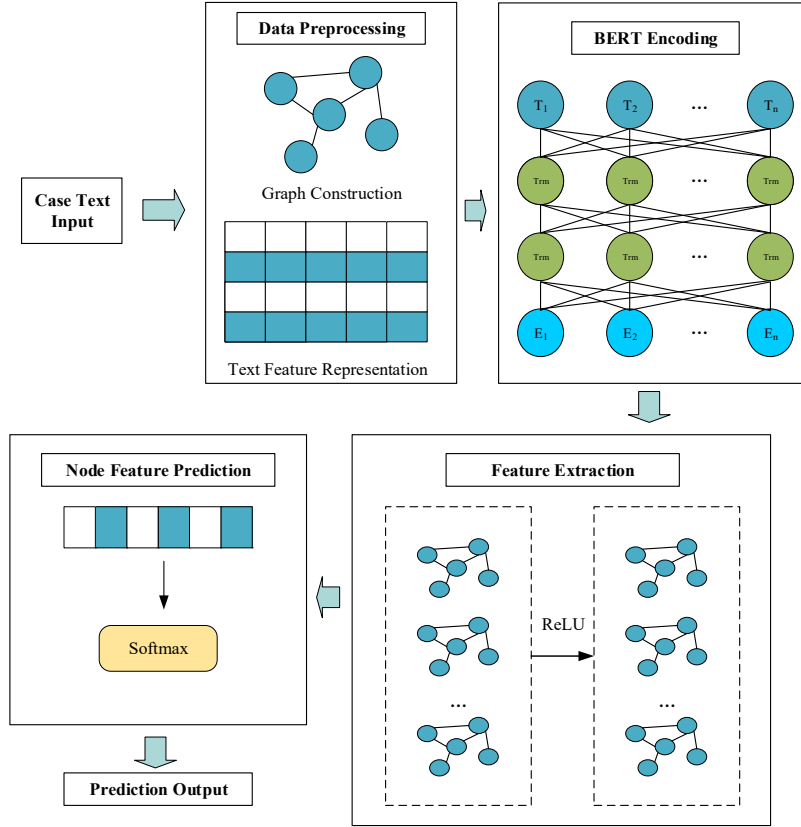 Case Text
Input
Data Preprocessing
Graph Construction
Text Feature Representation
BERT Encoding
T1 T2 ... Tn
Trm Trm ... Trm
Trm Trm ... Trm
E1 E2 ... En
Feature Extraction
ReLU
... ...
Node Feature Prediction
Softmax
Prediction Output